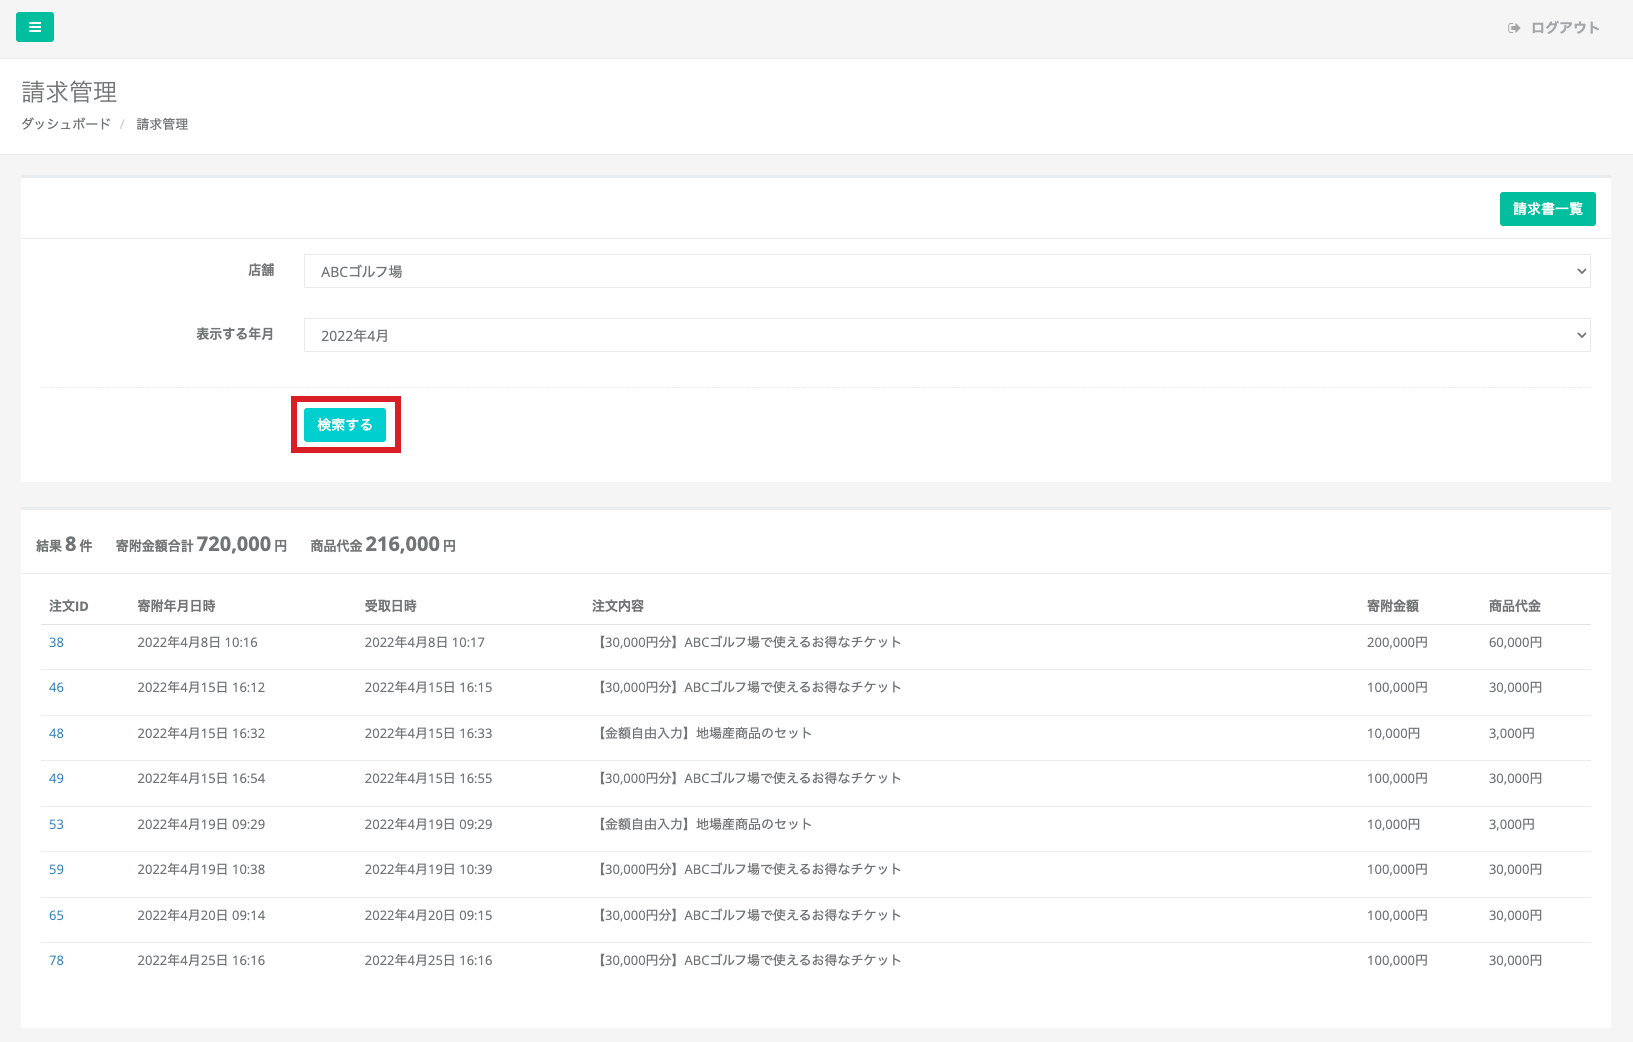 ログアウト
請求管理
ダッシュボード / 請求管理
請求書一覧
店舗 ABCゴルフ場
表示する年月 2022年4月
検索する
結果 8 件 寄附金額合計 720,000 円 商品代金 216,000 円
注文ID 寄附年月日時 受取日時 注文内容 寄附金額 商品代金
38 2022年4月8日 10:16 2022年4月8日 10:17 【30,000円分】ABCゴルフ場で使えるお得なチケット 200,000円 60,000円
46 2022年4月15日 16:12 2022年4月15日 16:15 【30,000円分】ABCゴルフ場で使えるお得なチケット 100,000円 30,000円
48 2022年4月15日 16:32 2022年4月15日 16:33 【金額自由入力】地場産商品のセット 10,000円 3,000円
49 2022年4月15日 16:54 2022年4月15日 16:55 【30,000円分】ABCゴルフ場で使えるお得なチケット 100,000円 30,000円
53 2022年4月19日 09:29 2022年4月19日 09:29 【金額自由入力】地場産商品のセット 10,000円 3,000円
59 2022年4月19日 10:38 2022年4月19日 10:39 【30,000円分】ABCゴルフ場で使えるお得なチケット 100,000円 30,000円
65 2022年4月20日 09:14 2022年4月20日 09:15 【30,000円分】ABCゴルフ場で使えるお得なチケット 100,000円 30,000円
78 2022年4月25日 16:16 2022年4月25日 16:16 【30,000円分】ABCゴルフ場で使えるお得なチケット 100,000円 30,000円